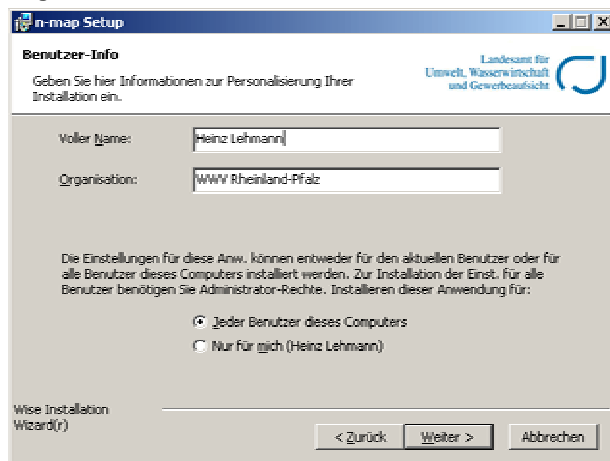 n-map Setup
Benutzer-Info
Geben Sie hier Informationen zur Personalisierung Ihrer
Installation ein.
Landesamt für
Umwelt, Wasserwirtschaft
und Gewerbeaufsicht
Voller Name:
Heinz Lehmann
Organisation:
WWV Rheinland-Pfalz
Die Einstellungen für diese Anw. können entweder für den aktuellen Benutzer oder für
alle Benutzer dieses Computers installiert werden. Zur Installation der Einst. für alle
Benutzer benötigen Sie Administrator-Rechte. Installieren dieser Anwendung für:
Jeder Benutzer dieses Computers
Nur für mich (Heinz Lehmann)
Wise Installation
Wizard(r)
< Zurück
Weiter >
Abbrechen